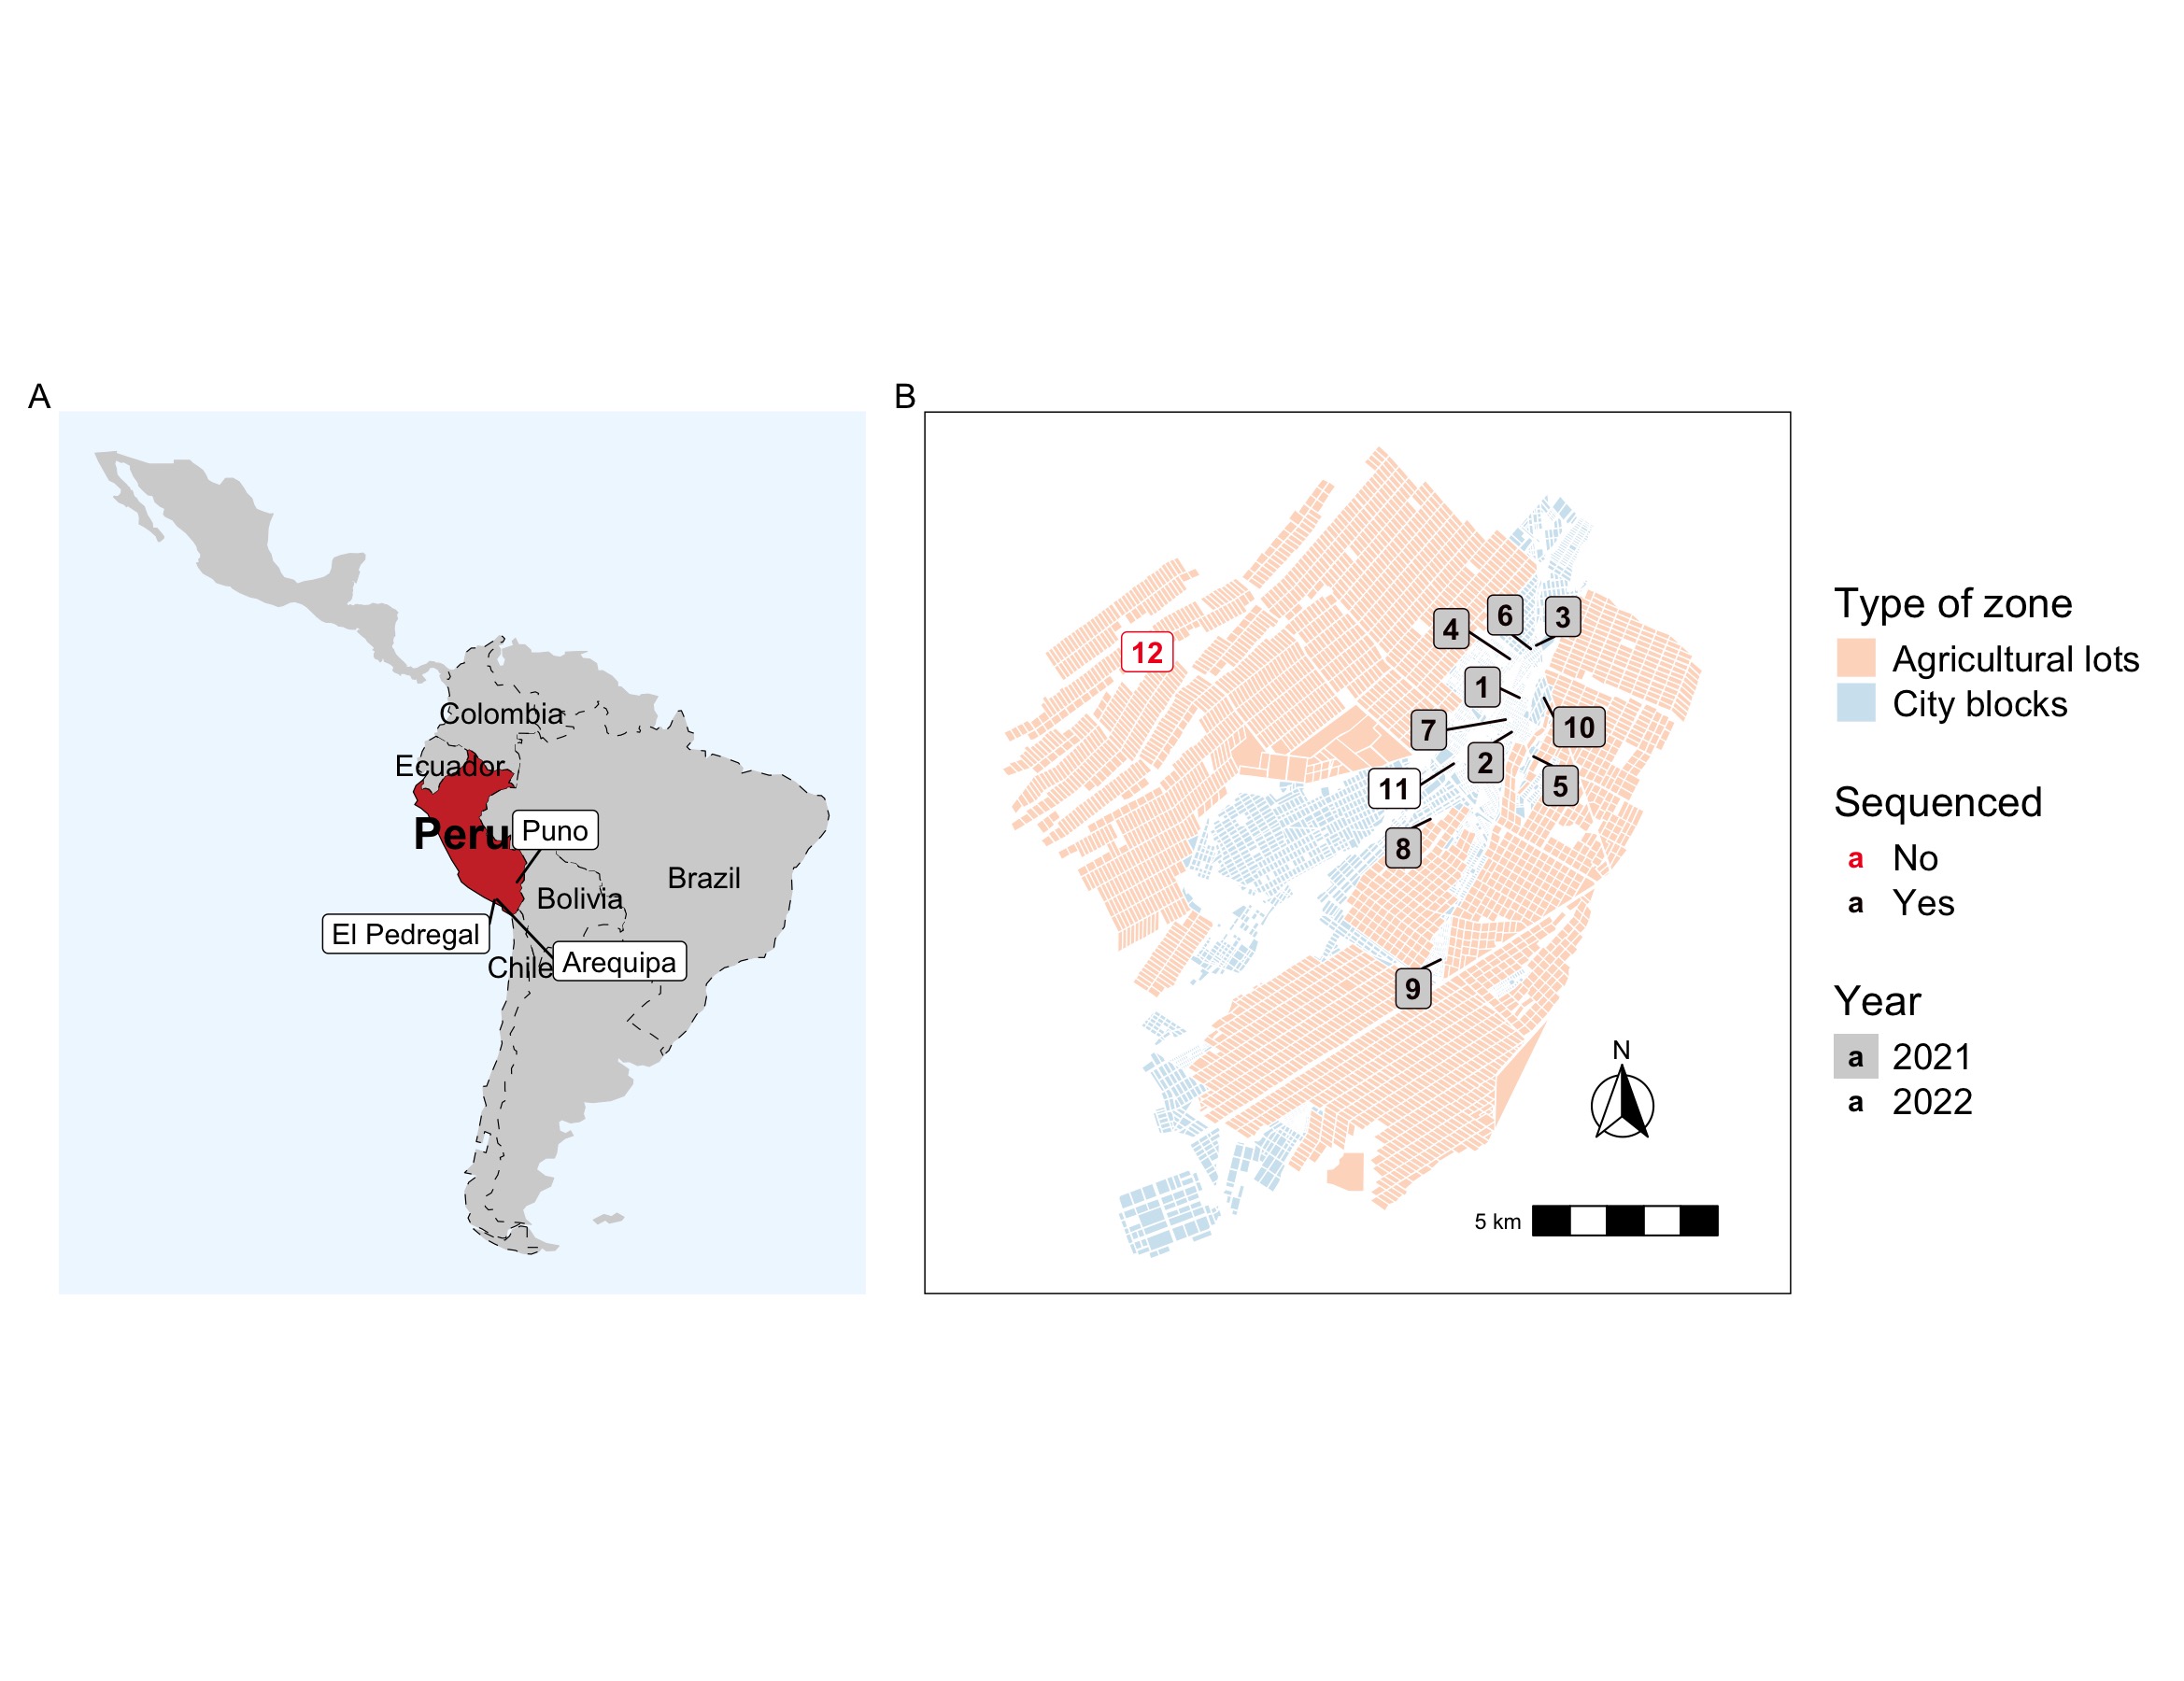 A
Colombia
Ecuador
Peru
Puno
Brazil
Bolivia
El Pedregal
Chile
Arequipa
B
6
3
4
12
1
10
7
2
11
5
8
9
N
5 km
Type of zone
Agricultural lots
City blocks
Sequenced
a No
a Yes
Year
a 2021
a 2022